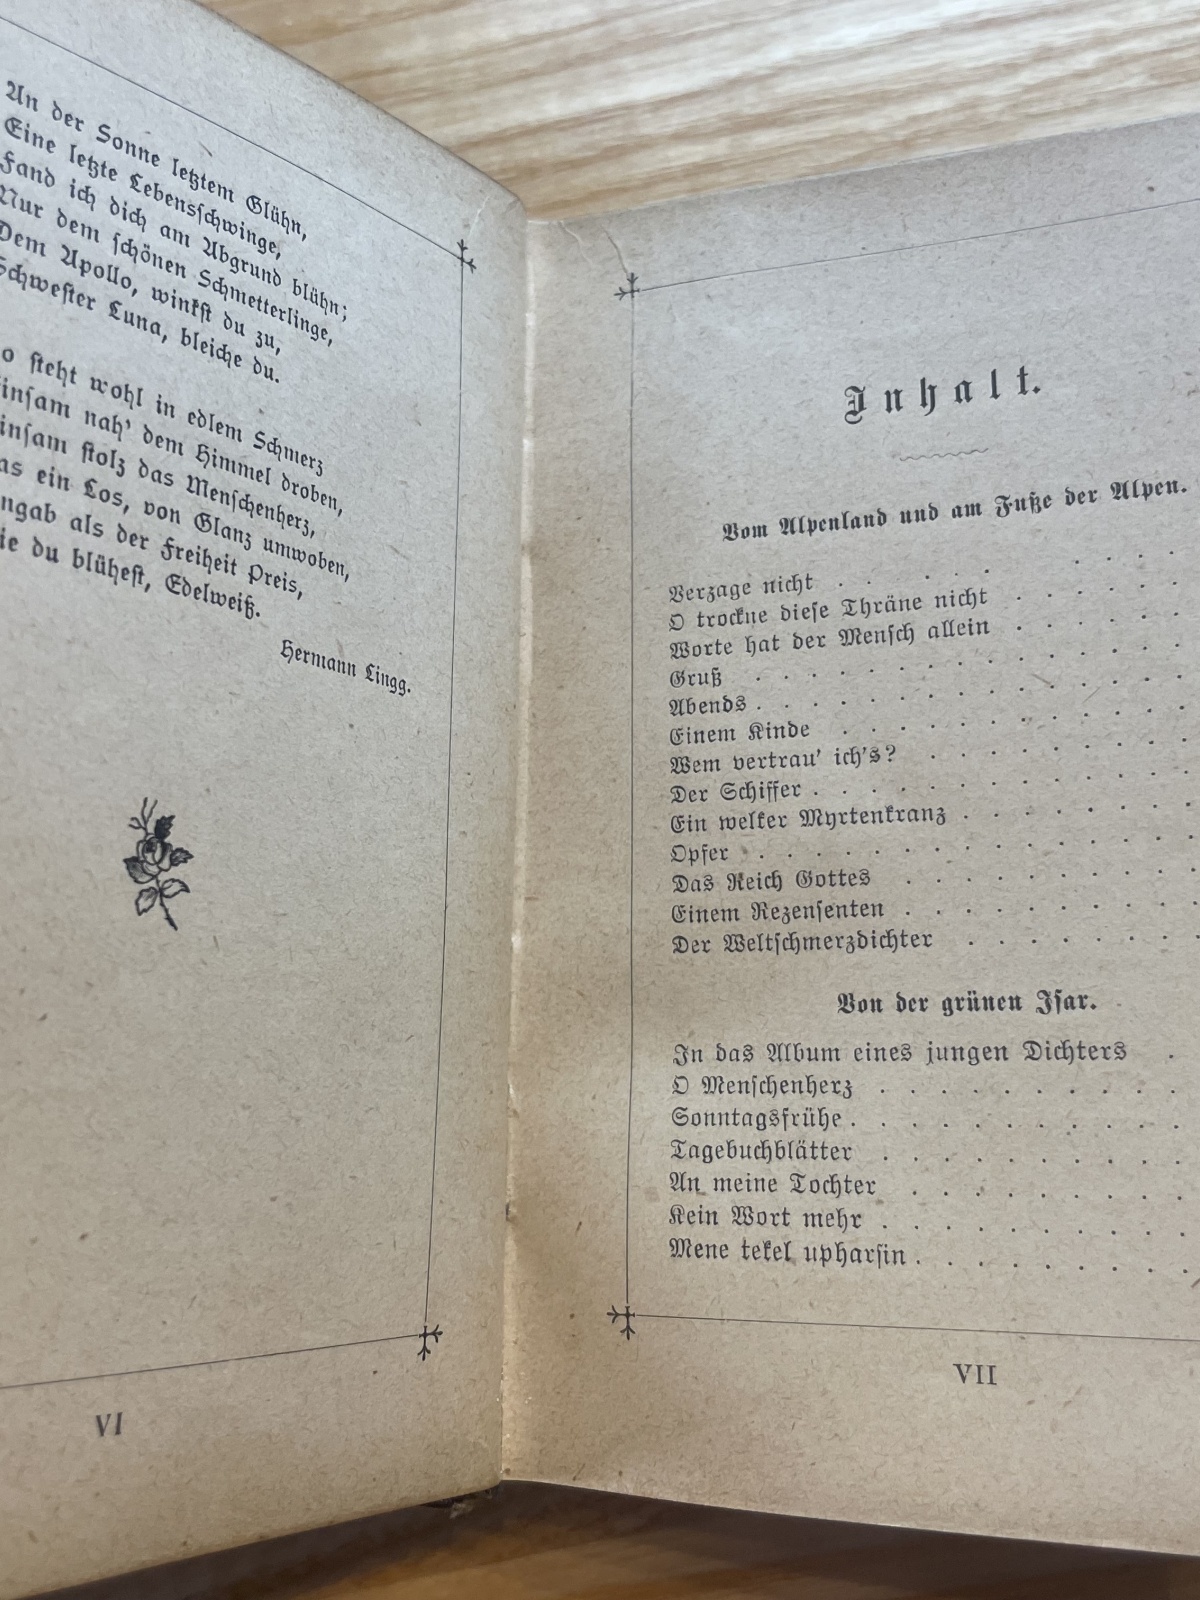 An der Sonne letztem Glühn,
Eine letzte Lebensschwinge,
Fand ich dich am Abgrund blühn;
Nur dem schönen Schmetterlinge,
Dem Apollo, winkst du zu,
Schwester Luna, bleiche du.
steht wohl in edlem Schmerz
nah' dem Himmel droben,
stolz das Menschenherz,
ein Los, von Glanz umwoben,
als der Freiheit Preis,
du blühest, Edelweiß.
Hermann Lingg.
VI
Inhalt.
Vom Alpenland und am Fuße der Alpen.
Verzage nicht . . . . . .
O trockne diese Thräne nicht . . . . .
Worte hat der Mensch allein . . . . .
Gruß . . . . . . . . . . . .
Abends . . . . . . . . . . . .
Einem Kinde . . . . . . . . . .
Wem vertrau' ich's? . . . . . . . .
Der Schiffer . . . . . . . . . . .
Ein welker Myrtenkranz . . . . . . .
Opfer . . . . . . . . . . . .
Das Reich Gottes . . . . . . . .
Einem Rezensenten . . . . . . . .
Der Weltschmerzdichter . . . . . . .
Von der grünen Isar.
In das Album eines jungen Dichters .
O Menschenherz . . . . . . . . .
Sonntagsfrühe . . . . . . . . . .
Tagebuchblätter . . . . . . . . .
An meine Tochter . . . . . . . .
Kein Wort mehr . . . . . . . . .
Mene tekel upharsin . . . . . . . .
VII